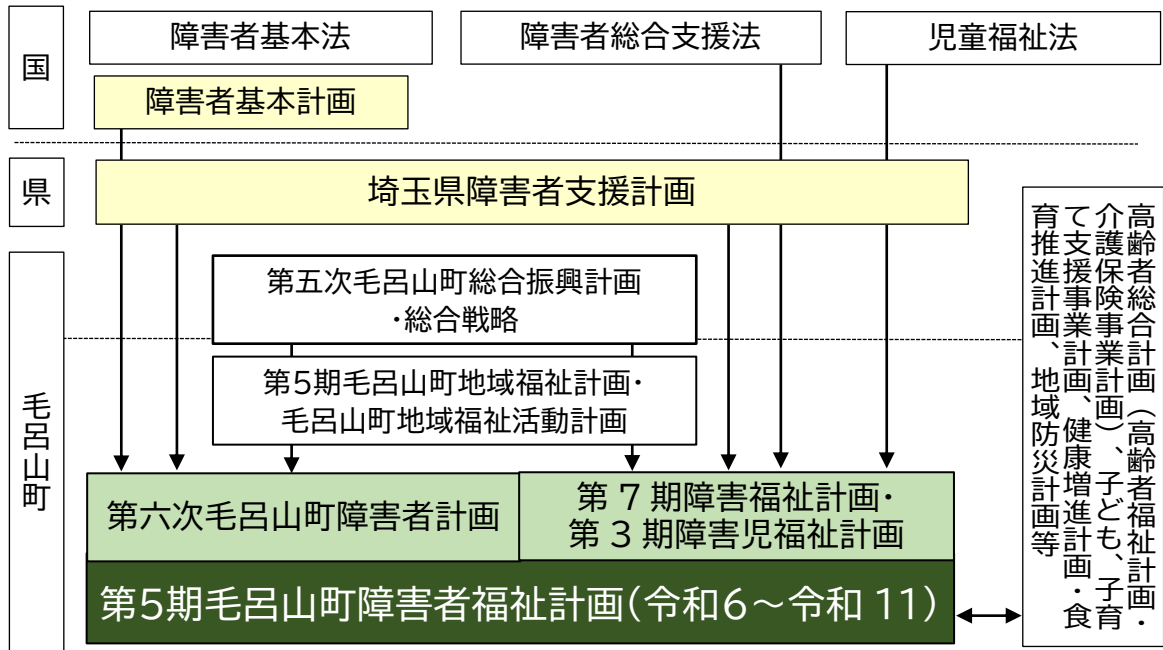 国
障害者基本法
障害者総合支援法
児童福祉法
障害者基本計画
県
埼玉県障害者支援計画
毛呂山町
第五次毛呂山町総合振興計画
・総合戦略
第5期毛呂山町地域福祉計画・
毛呂山町地域福祉活動計画
第六次毛呂山町障害者計画
第７期障害福祉計画・
第３期障害児福祉計画
第5期毛呂山町障害者福祉計画(令和6～令和 11)
高齢者総合計画（高齢者福祉計画・
介護保険事業計画）、子ども、子育
て支援事業計画、健康増進計画・食
育推進計画、地域防災計画等